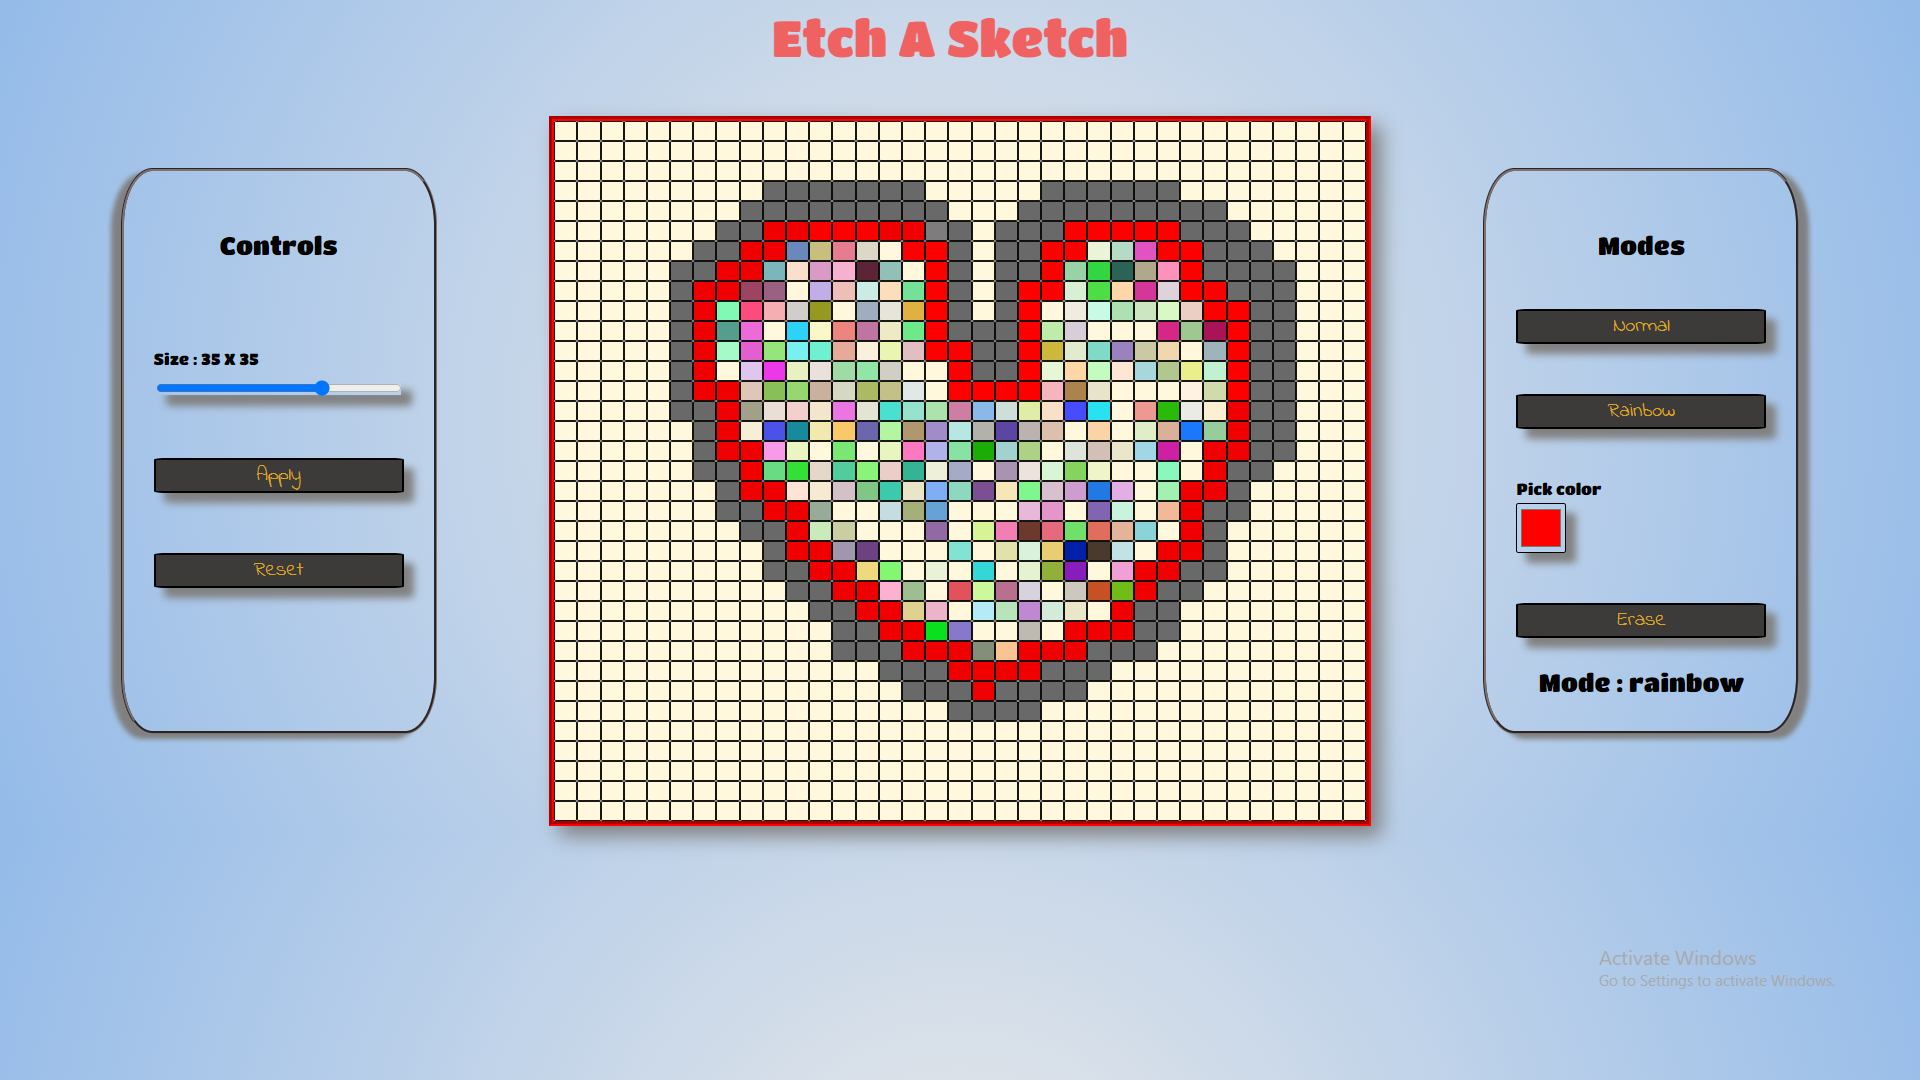 Etch A Sketch
Controls
Size : 35 X 35
Apply
Reset
Modes
Normal
Rainbow
Pick color
Erase
Mode : rainbow
Activate Windows
Go to Settings to activate Windows.